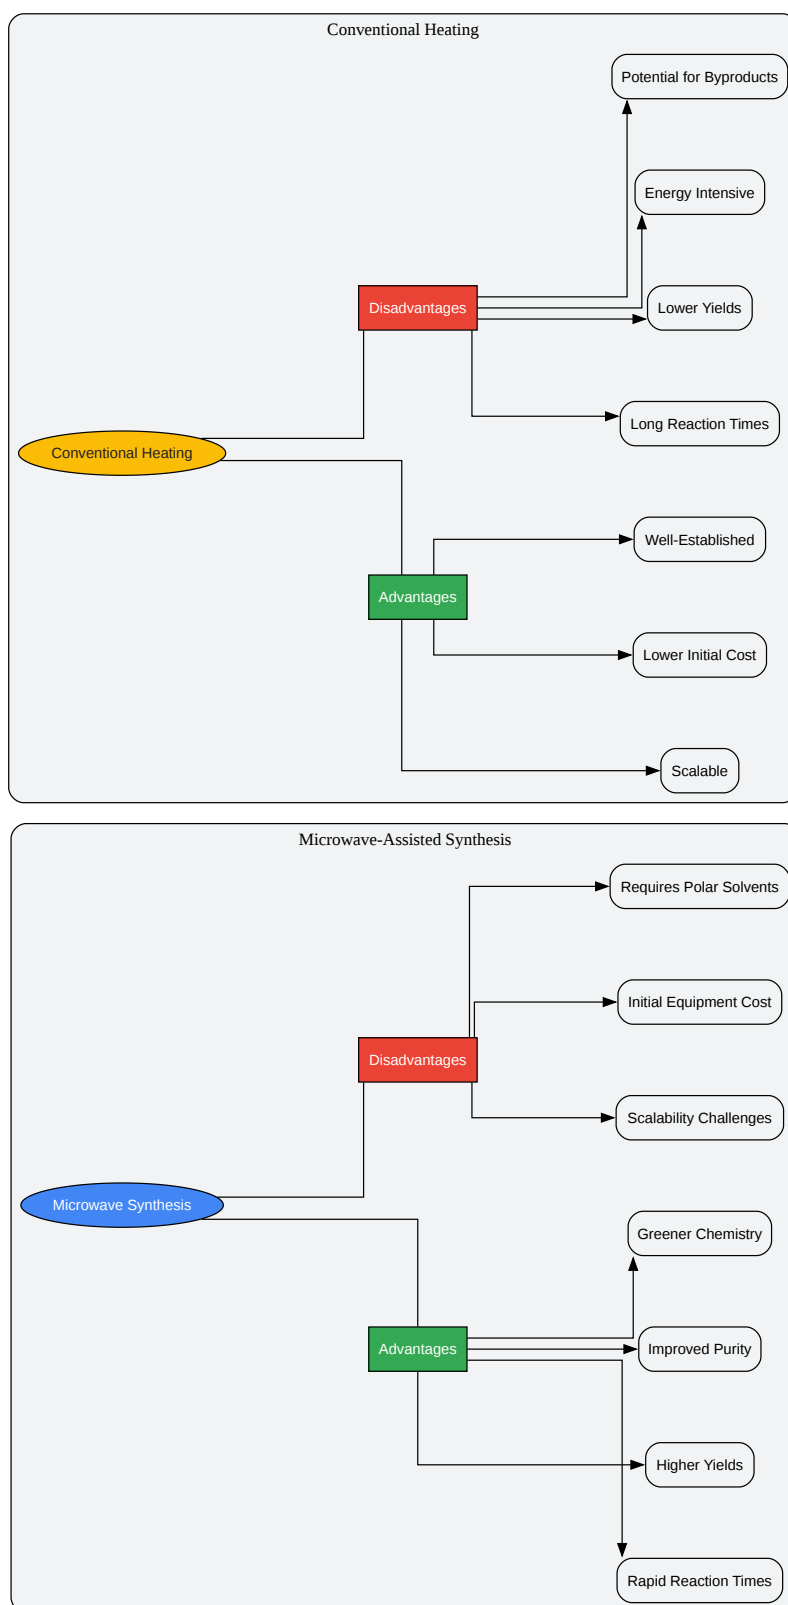 Conventional Heating
Potential for Byproducts
Energy Intensive
Disadvantages
Lower Yields
Long Reaction Times
Conventional Heating
Well-Established
Advantages
Lower Initial Cost
Scalable
Microwave-Assisted Synthesis
Requires Polar Solvents
Initial Equipment Cost
Disadvantages
Scalability Challenges
Microwave Synthesis
Greener Chemistry
Advantages
Improved Purity
Higher Yields
Rapid Reaction Times